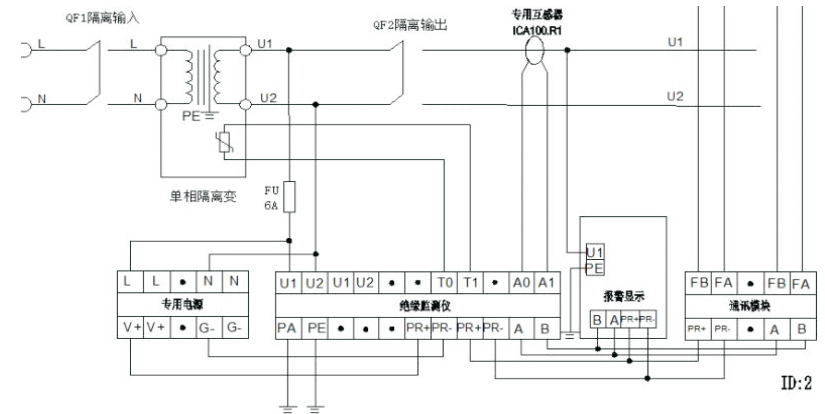 QF1隔离输入
QF2隔离输出
专用互感器
ICA100.R1
L L U1 U1
N N U2 U2
PE
单相隔离变
FU
6A
U1
PE
报警显示
B A PR+ PR-
L L • N N
专用电源
V+ V+ • G- G-
U1 U2 U1 U2 • • T0 T1 • A0 A1
绝缘监测仪
PA PE • • • PR+ PR- PR+ PR- A B
FB FA • FB FA
通讯模块
PR+ PR- • A B
ID:2